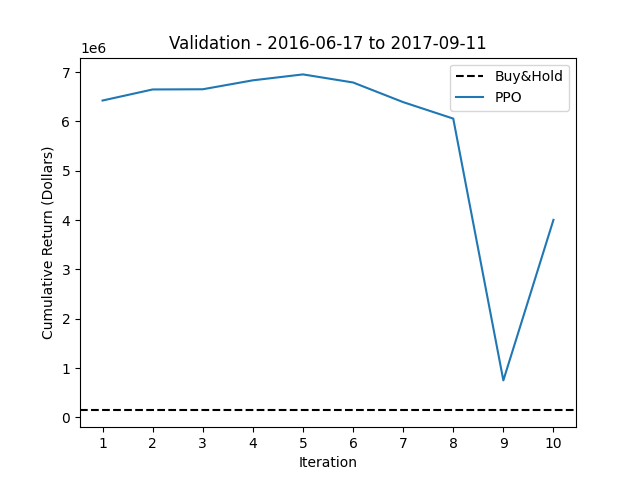 Validation - 2016-06-17 to 2017-09-11
1e6
Buy&Hold
PPO
7
6
5
4
3
2
1
0
Cumulative Return (Dollars)
1 2 3 4 5 6 7 8 9 10
Iteration